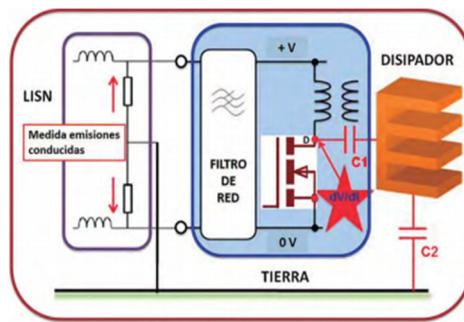 LISN
Medida emisiones
conducidas
+ V
FILTRO
DE
RED
D
C1
dV/dt
0 V
DISIPADOR
C2
TIERRA